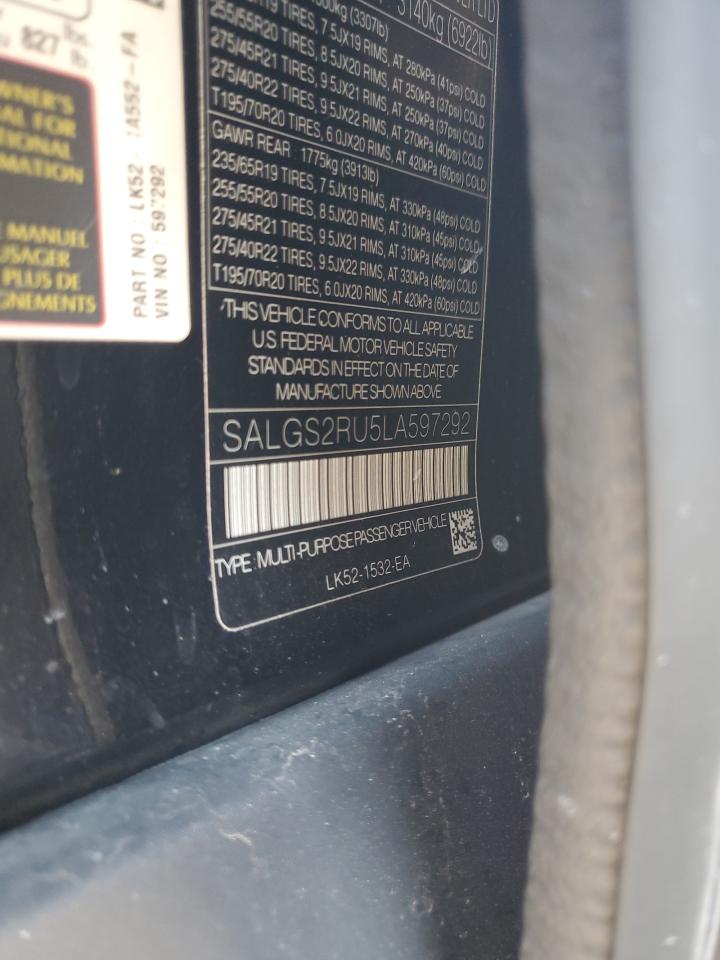 827 lb
WNER'S
AL FOR
TIONAL
MATION
MANUEL
USAGER
PLUS DE
GNEMENTS
PART NO : LK52- 1A552-FA
VIN NO : 597292
3140kg (6922lb)
(3307lb)
TIRES, 7.5JX19 RIMS, AT 280kPa (41psi) COLD
255/55R20 TIRES, 8.5JX20 RIMS, AT 250kPa (37psi) COLD
275/45R21 TIRES, 9.5JX21 RIMS, AT 250kPa (37psi) COLD
275/40R22 TIRES, 9.5JX22 RIMS, AT 270kPa (40psi) COLD
T195/70R20 TIRES, 6.0JX20 RIMS, AT 420kPa (60psi) COLD
GAWR REAR : 1775kg (3913lb)
235/65R19 TIRES, 7.5JX19 RIMS, AT 330kPa (48psi) COLD
255/55R20 TIRES, 8.5JX20 RIMS, AT 310kPa (45psi) COLD
275/45R21 TIRES, 9.5JX21 RIMS, AT 310kPa (45psi) COLD
275/40R22 TIRES, 9.5JX22 RIMS, AT 330kPa (48psi) COLD
T195/70R20 TIRES, 6.0JX20 RIMS, AT 420kPa (60psi) COLD
THIS VEHICLE CONFORMS TO ALL APPLICABLE
U.S FEDERAL MOTOR VEHICLE SAFETY
STANDARDS IN EFFECT ON THE DATE OF
MANUFACTURE SHOWN ABOVE
SALGS2RU5LA597292
TYPE : MULTI-PURPOSE PASSENGER VEHICLE
LK52-1532-EA